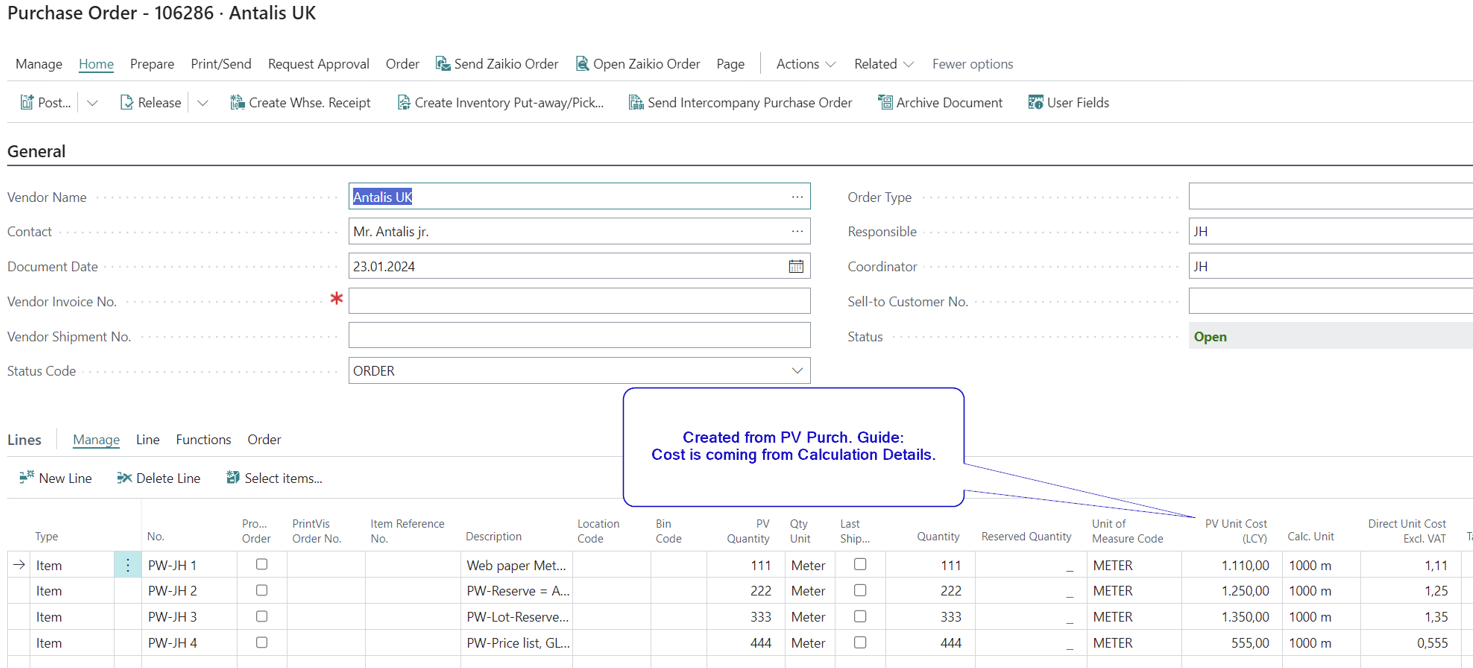 Purchase Order - 106286 · Antalis UK
Manage Home Prepare Print/Send Request Approval Order Send Zaikio Order Open Zaikio Order Page Actions Related Fewer options
Post... Release Create Whse. Receipt Create Inventory Put-away/Pick... Send Intercompany Purchase Order Archive Document User Fields
General
Vendor Name Antalis UK ... Order Type
Contact Mr. Antalis jr. ... Responsible JH
Document Date 23.01.2024 Coordinator JH
Vendor Invoice No. * Sell-to Customer No.
Vendor Shipment No. Status Open
Status Code ORDER
Created from PV Purch. Guide:
Cost is coming from Calculation Details.
Lines Manage Line Functions Order
New Line Delete Line Select items...
Pro... PrintVis Item Reference Location Bin PV Qty Last Unit of PV Unit Cost Direct Unit Cost
Type No. Order Order No. No. Description Code Code Quantity Unit Ship... Quantity Reserved Quantity Measure Code (LCY) Calc. Unit Excl. VAT
Item PW-JH 1 Web paper Met... 111 Meter 111 _ METER 1.110,00 1000 m 1,11
Item PW-JH 2 PW-Reserve = A... 222 Meter 222 _ METER 1.250,00 1000 m 1,25
Item PW-JH 3 PW-Lot-Reserve... 333 Meter 333 _ METER 1.350,00 1000 m 1,35
Item PW-JH 4 PW-Price list, GL... 444 Meter 444 _ METER 555,00 1000 m 0,555